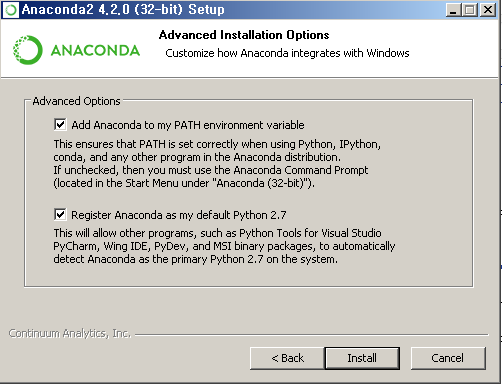 Anaconda2 4.2.0 (32-bit) Setup
ANACONDA
Advanced Installation Options
Customize how Anaconda integrates with Windows
Advanced Options
Add Anaconda to my PATH environment variable
This ensures that PATH is set correctly when using Python, IPython,
conda, and any other program in the Anaconda distribution.
If unchecked, then you must use the Anaconda Command Prompt
(located in the Start Menu under "Anaconda (32-bit)").
Register Anaconda as my default Python 2.7
This will allow other programs, such as Python Tools for Visual Studio
PyCharm, Wing IDE, PyDev, and MSI binary packages, to automatically
detect Anaconda as the primary Python 2.7 on the system.
Continuum Analytics, Inc.
< Back
Install
Cancel